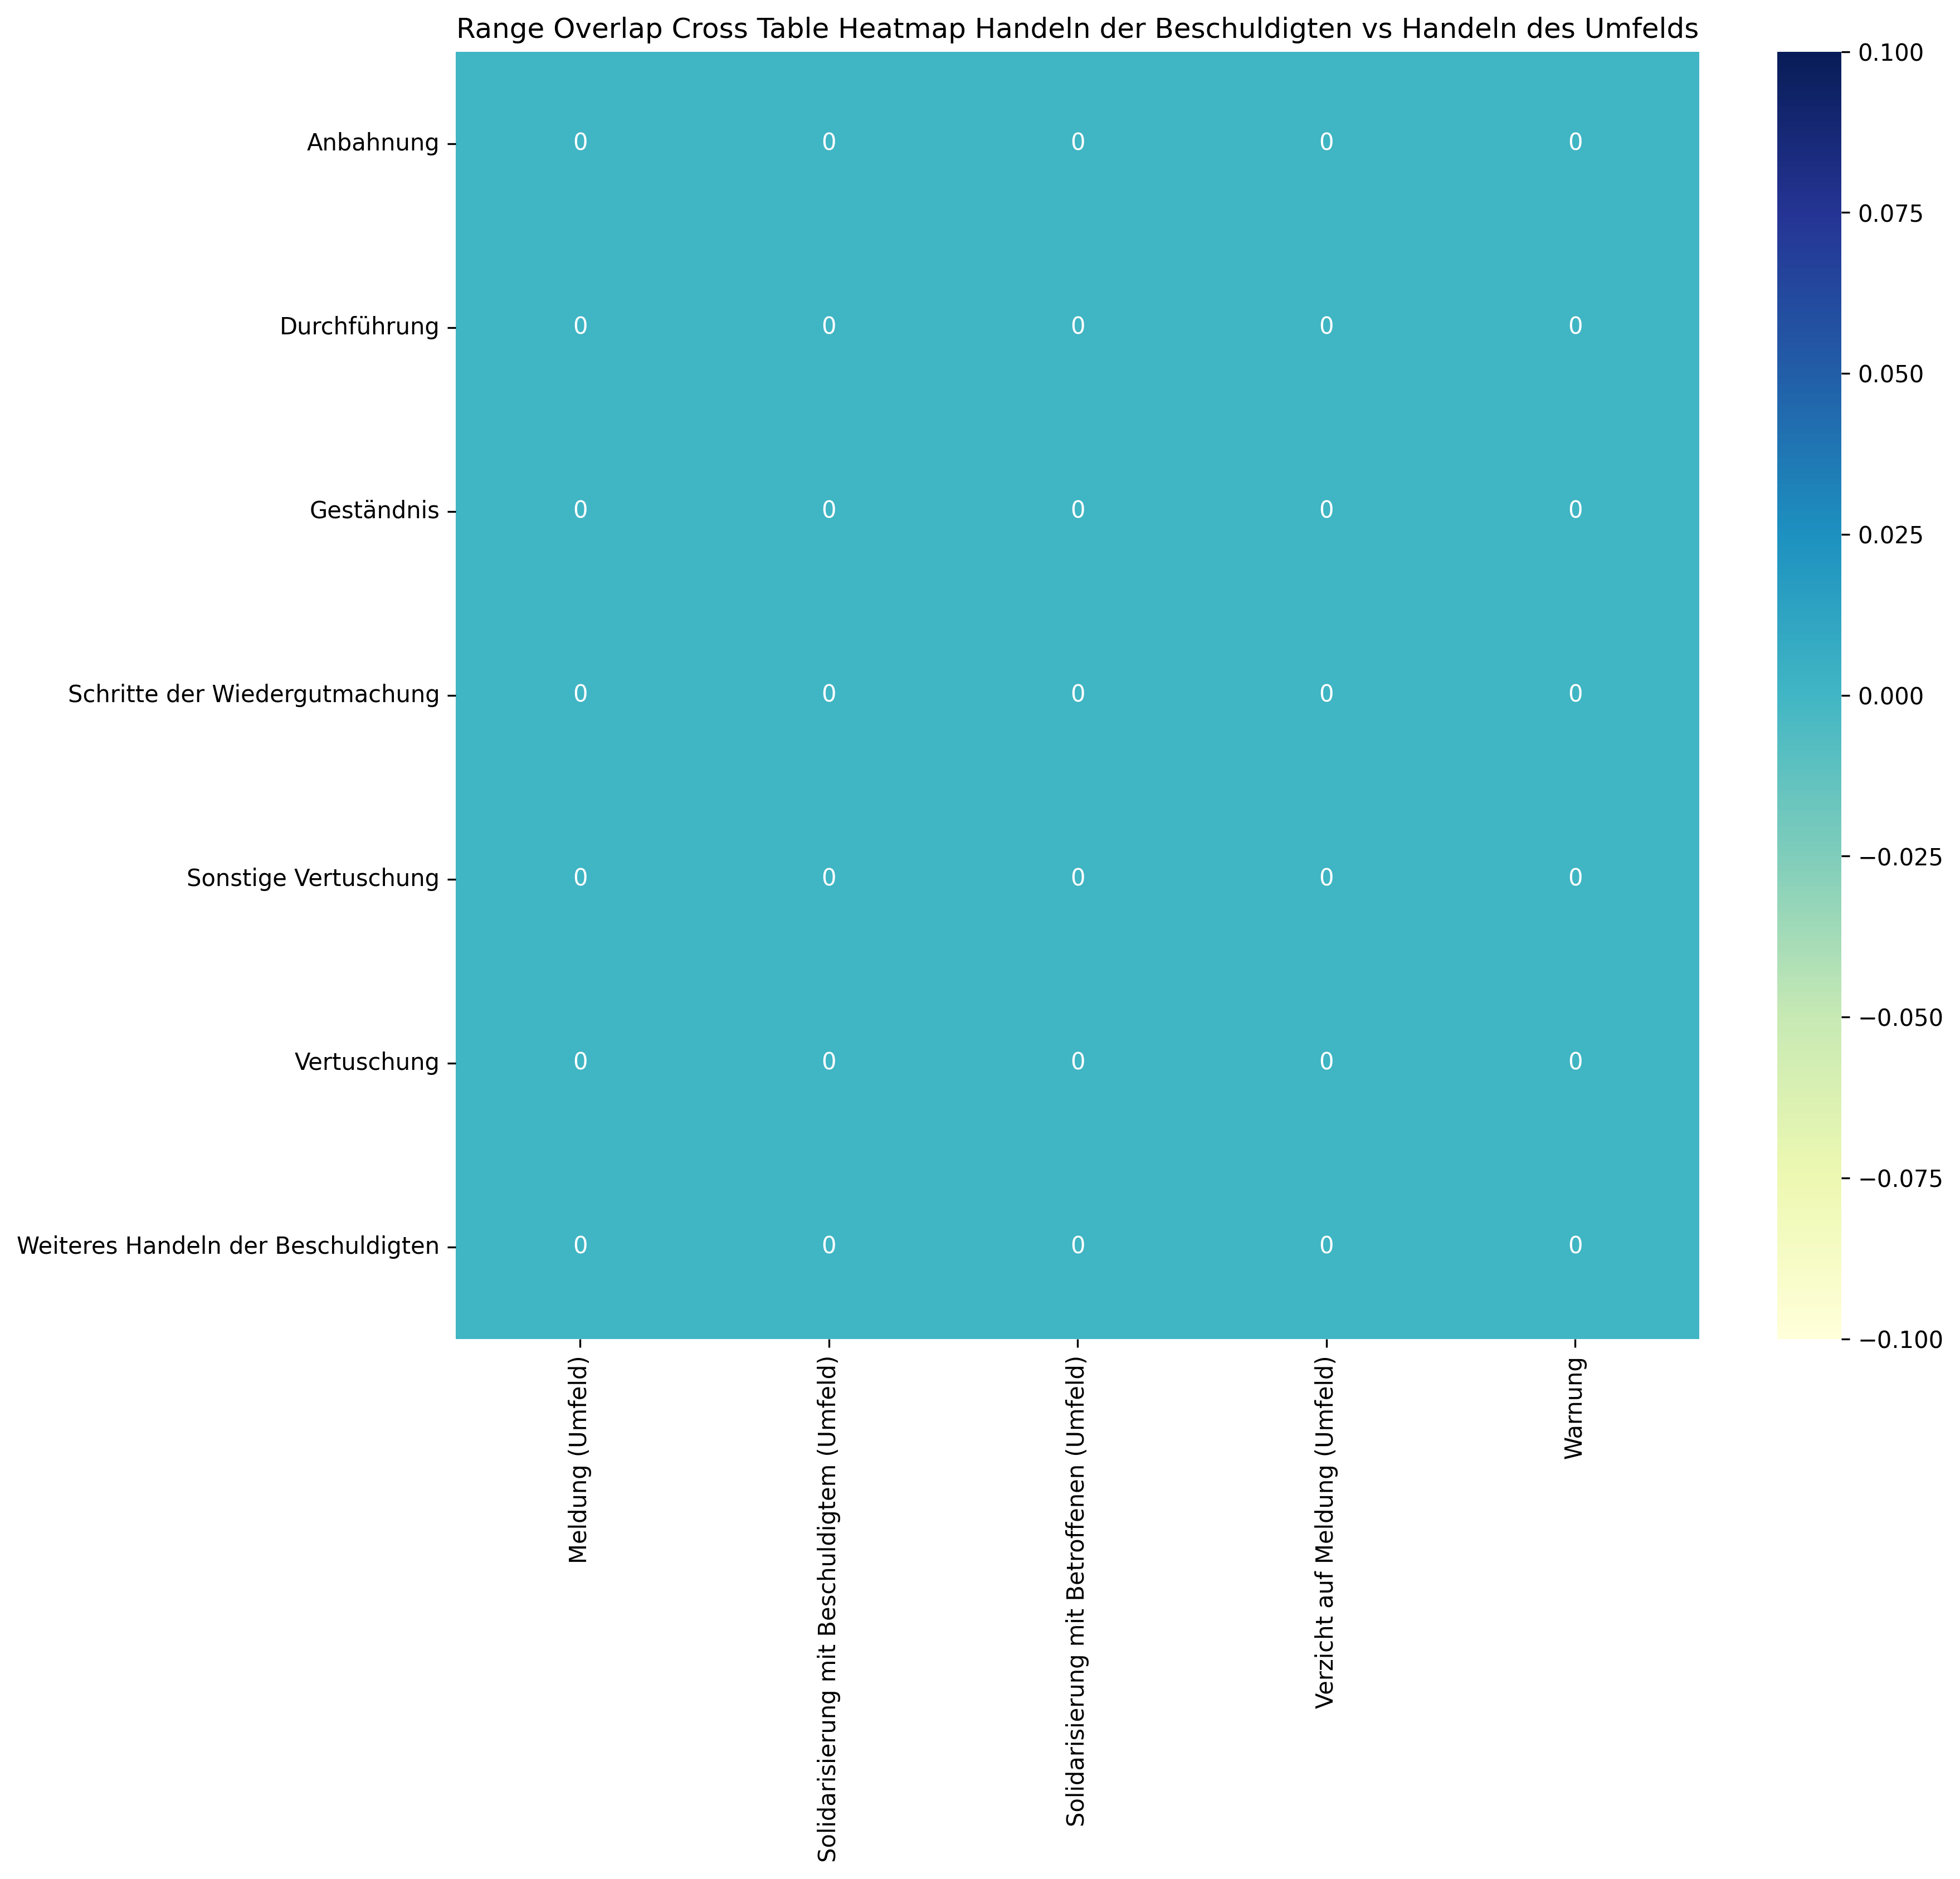 Range Overlap Cross Table Heatmap Handeln der Beschuldigten vs Handeln des Umfelds
Anbahnung 0 0 0 0 0
Durchführung 0 0 0 0 0
Geständnis 0 0 0 0 0
Schritte der Wiedergutmachung 0 0 0 0 0
Sonstige Vertuschung 0 0 0 0 0
Vertuschung 0 0 0 0 0
Weiteres Handeln der Beschuldigten 0 0 0 0 0
Meldung (Umfeld)
Solidarisierung mit Beschuldigtem (Umfeld)
Solidarisierung mit Betroffenen (Umfeld)
Verzicht auf Meldung (Umfeld)
Warnung
0.100
0.075
0.050
0.025
0.000
−0.025
−0.050
−0.075
−0.100